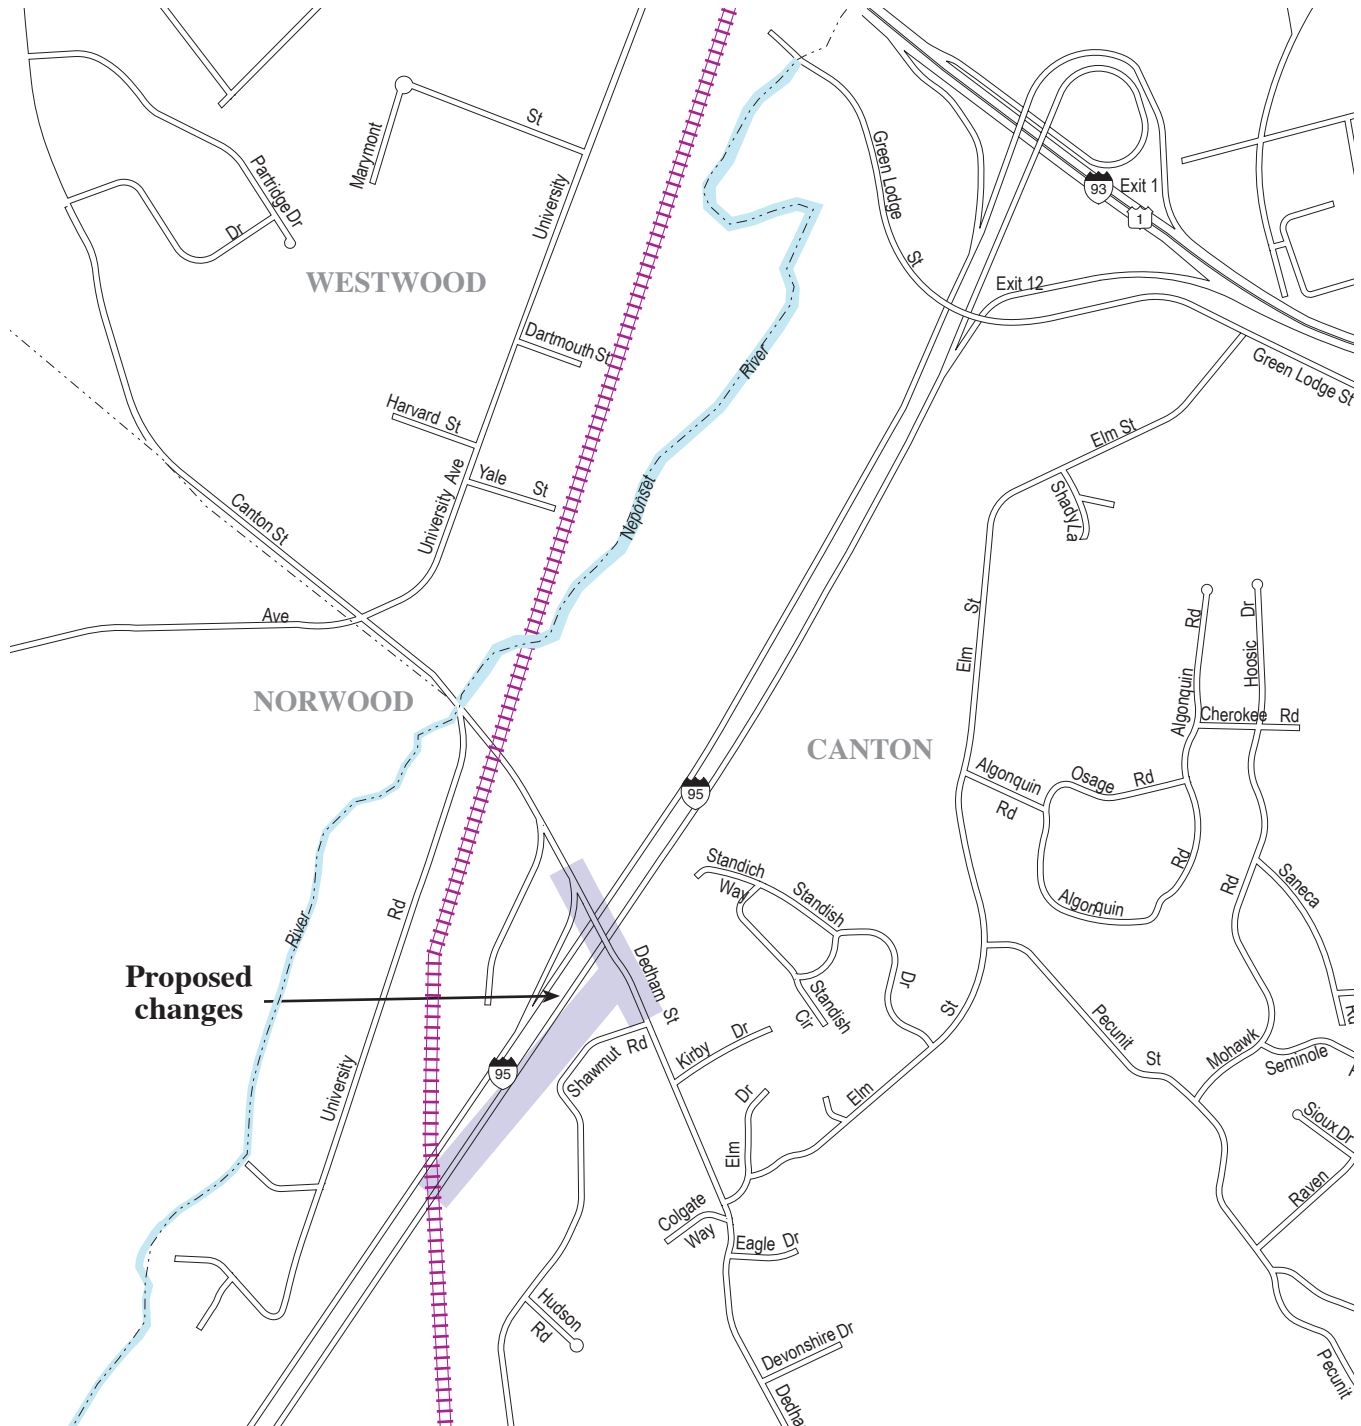 St
Marymont
Green Lodge
St
Partridge Dr
Dr
University
93
Exit 1
1
WESTWOOD
Exit 12
Dartmouth St
River
Green Lodge St
Harvard St
Elm St
University Ave
Yale St
Shady La
Neponset
Canton St
Ave
Elm St
Algonquin Rd
Hoosic Dr
Cherokee Rd
NORWOOD
CANTON
95
Algonquin
Rd
Osage Rd
Standich
Way
Standish
Dr
Algonquin
Rd
Rd
Saneca
Rd
River
Rd
Dedham St
Standish
Cir
St
Proposed
changes
Pecunit St
Mohawk
Seminole
Kirby Dr
Shawmut Rd
95
University
Elm Dr
Elm
Sioux Dr
Raven
Colgate
Way
Eagle Dr
Hudson
Rd
Devonshire Dr
Pecunit
Dedha